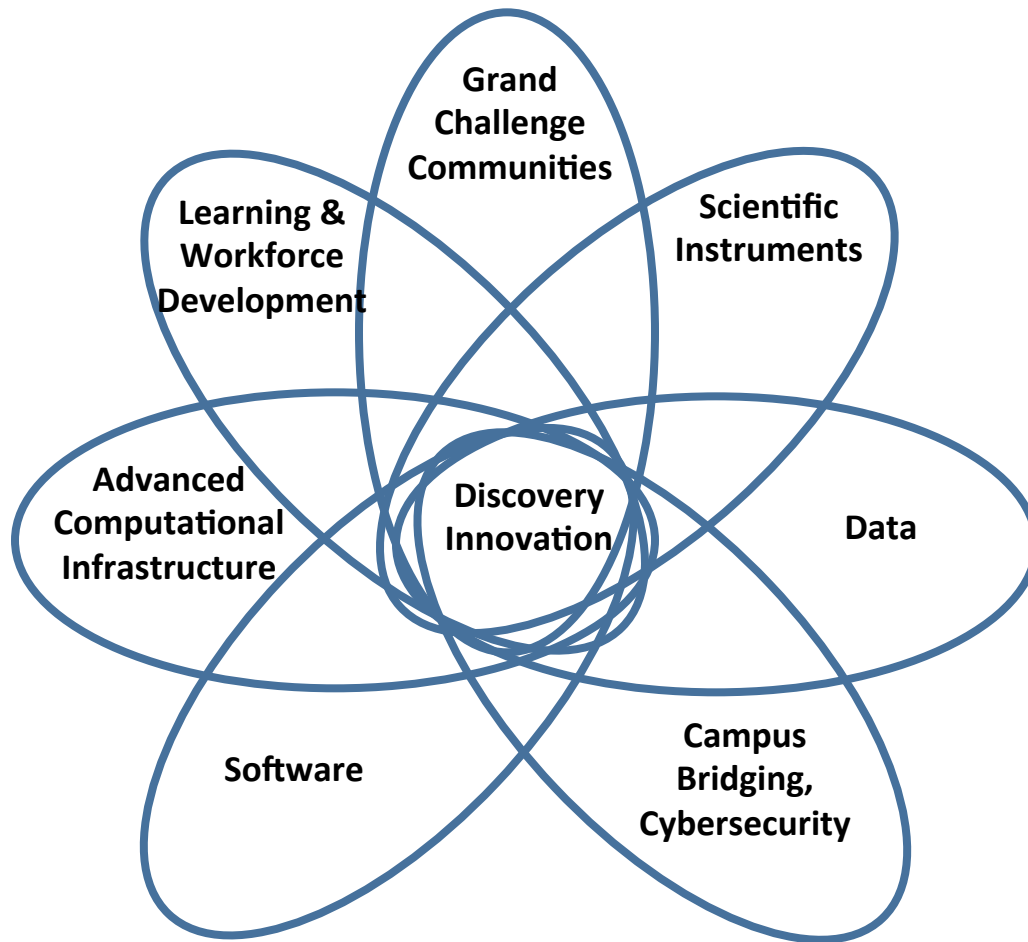 Grand
Challenge
Communities
Scientific
Instruments
Learning &
Workforce
Development
Advanced
Computational
Infrastructure
Discovery
Innovation
Data
Campus
Bridging,
Cybersecurity
Software